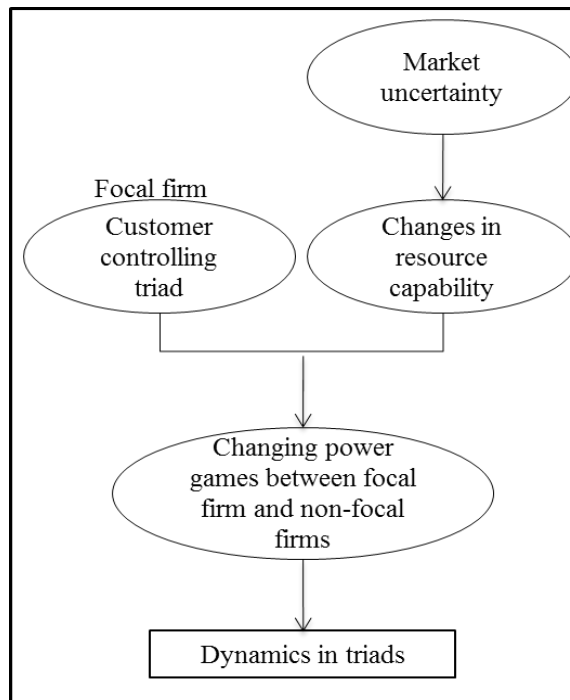 Market
uncertainty
Focal firm
Customer
controlling
triad
Changes in
resource
capability
Changing power
games between focal
firm and non-focal
firms
Dynamics in triads